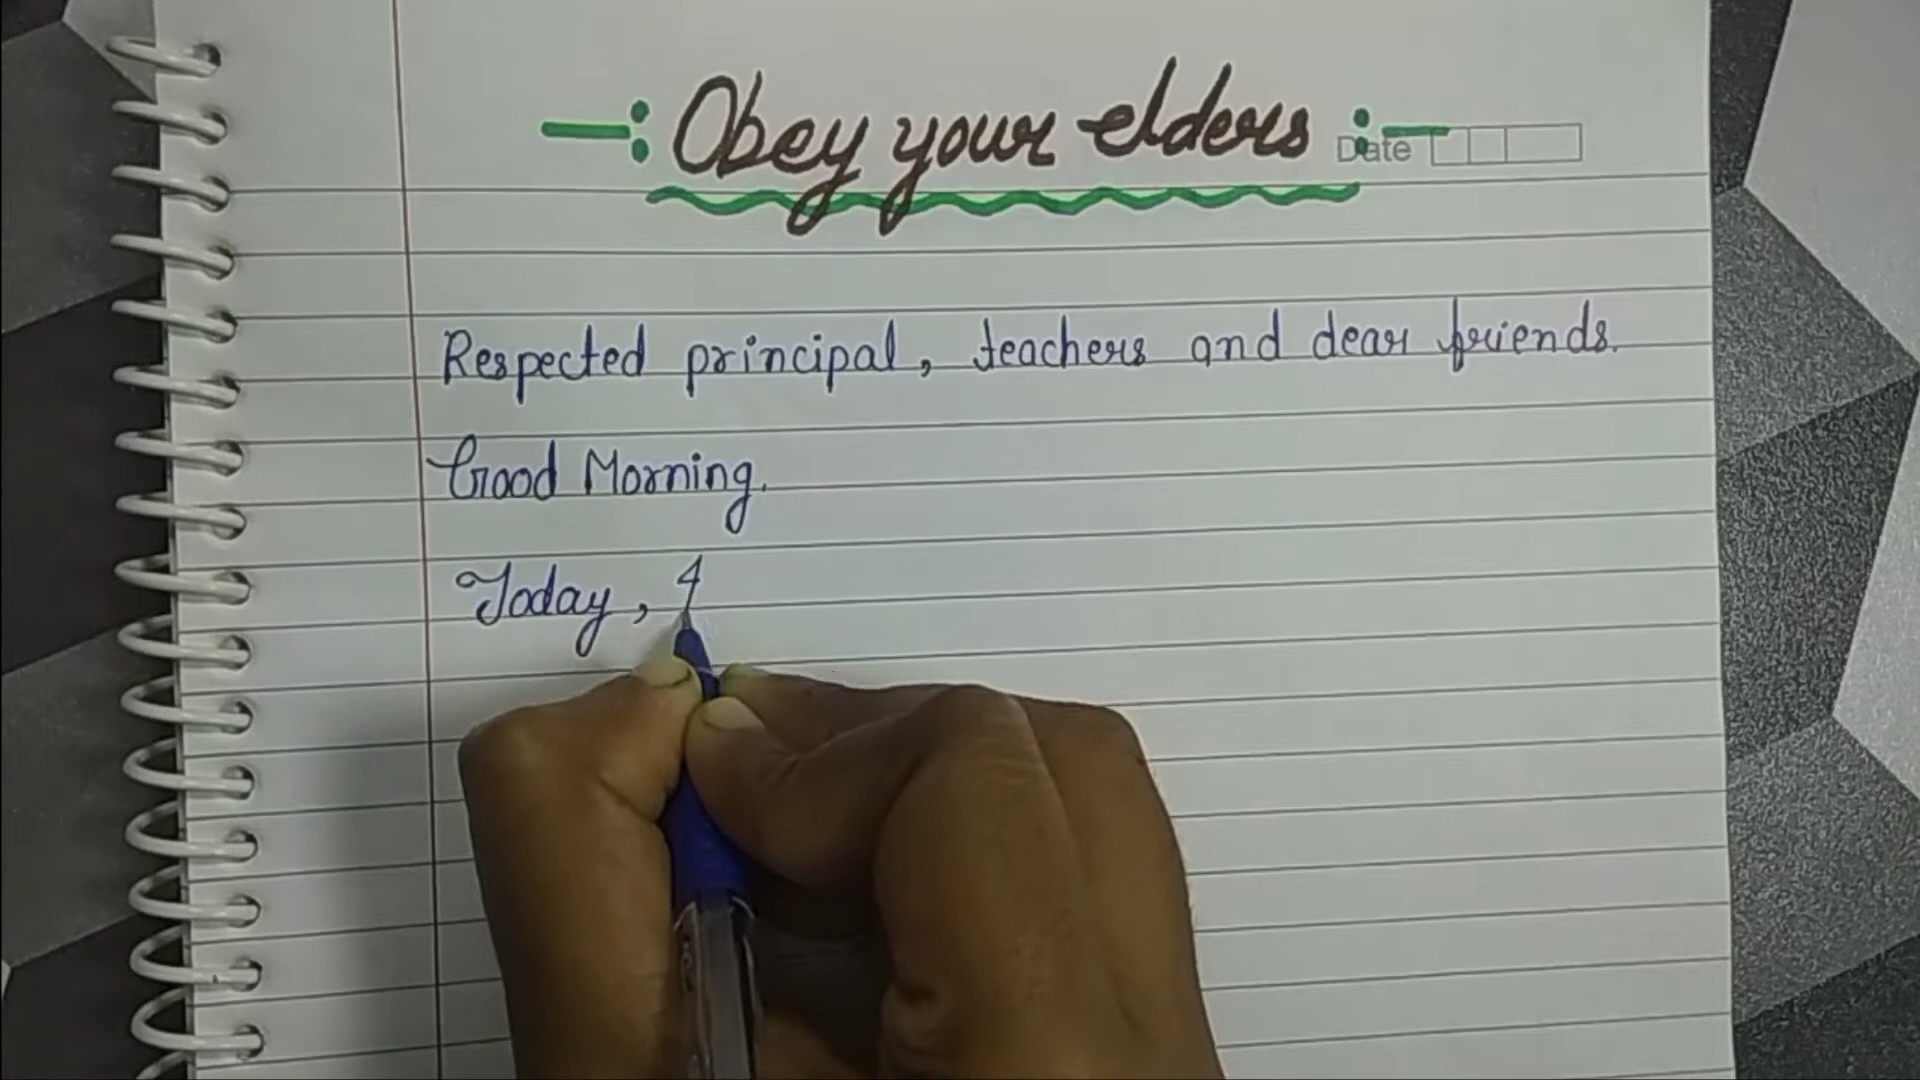 -: Obey your elders :-
Date
Respected principal, teachers and dear friends.
Good Morning.
Today,